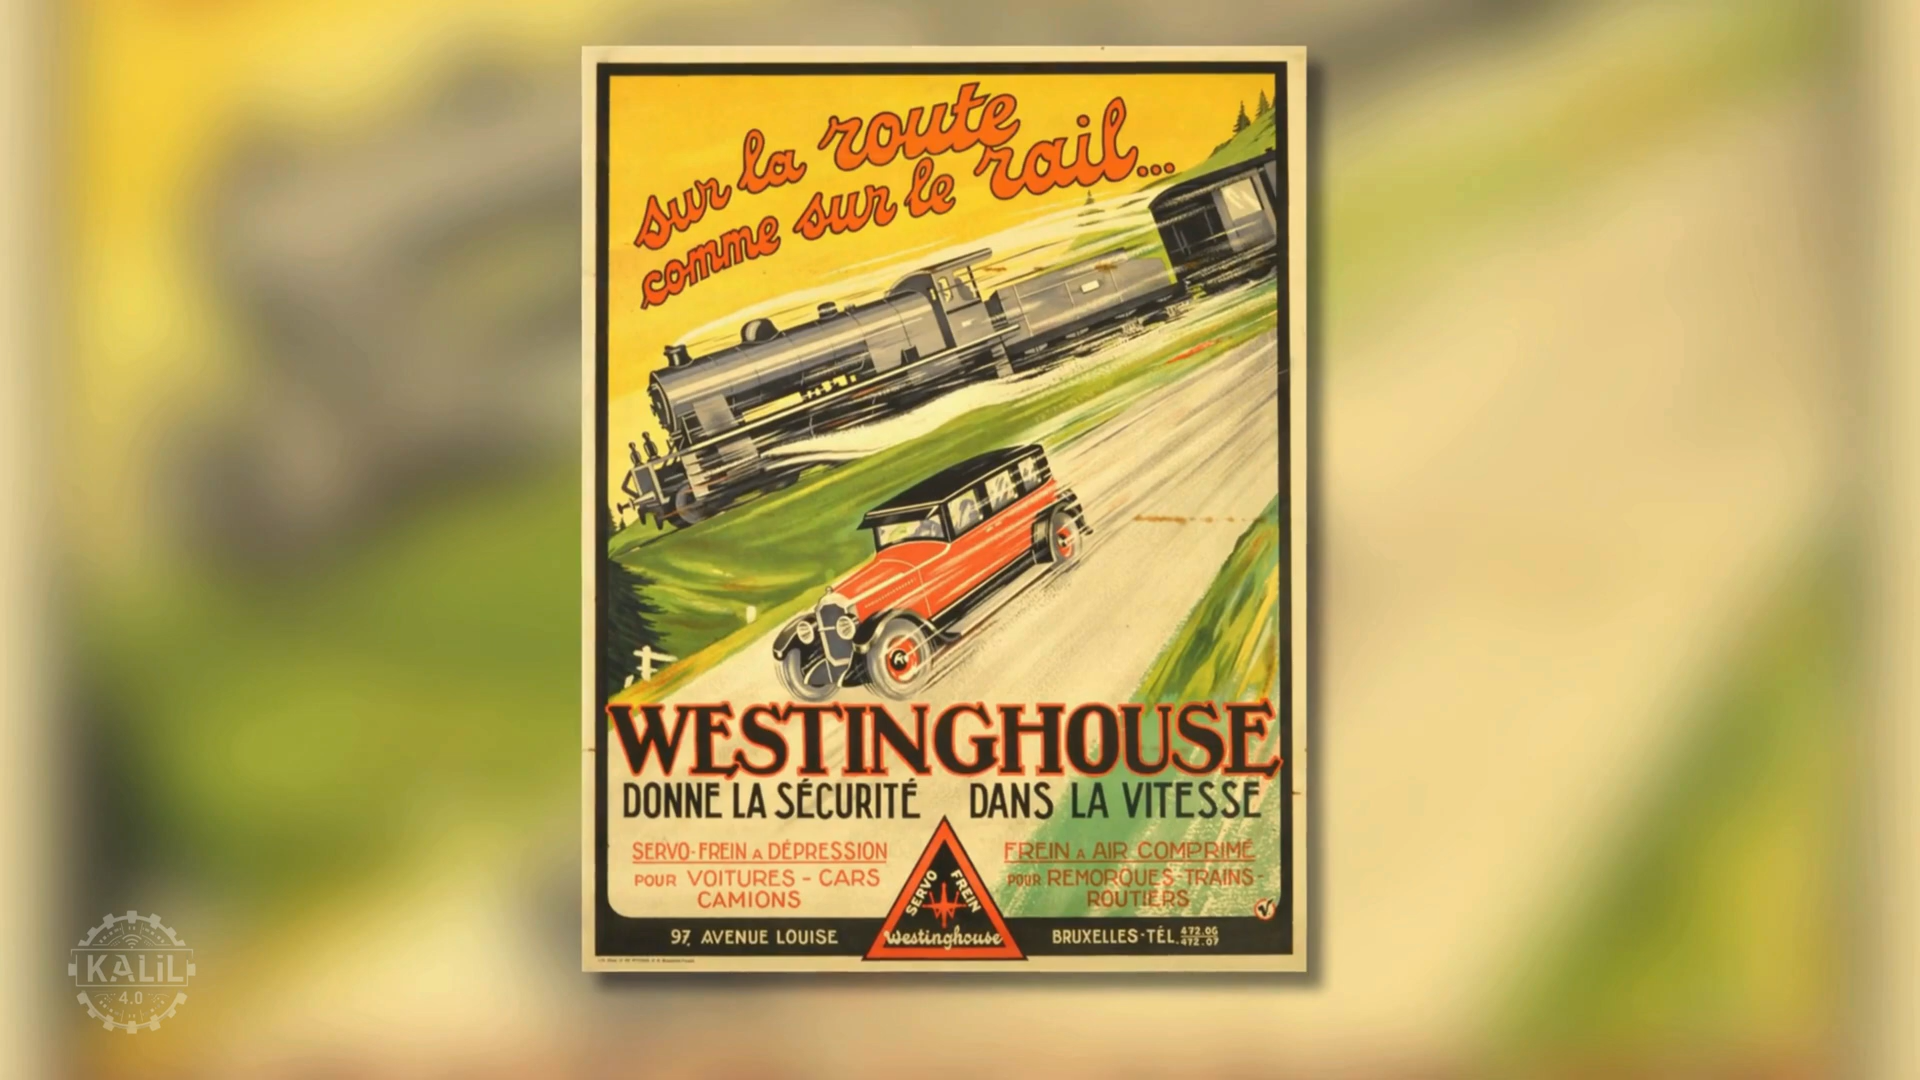 sur la route
comme sur le rail...
WESTINGHOUSE
DONNE LA SÉCURITÉ DANS LA VITESSE
SERVO-FREIN A DÉPRESSION
POUR VOITURES - CARS
CAMIONS
FREIN A AIR COMPRIMÉ
POUR REMORQUES-TRAINS-
ROUTIERS
SERVO FREIN
Westinghouse
97, AVENUE LOUISE
BRUXELLES-TÉL. 472.06
472.07
KALIL
4.0